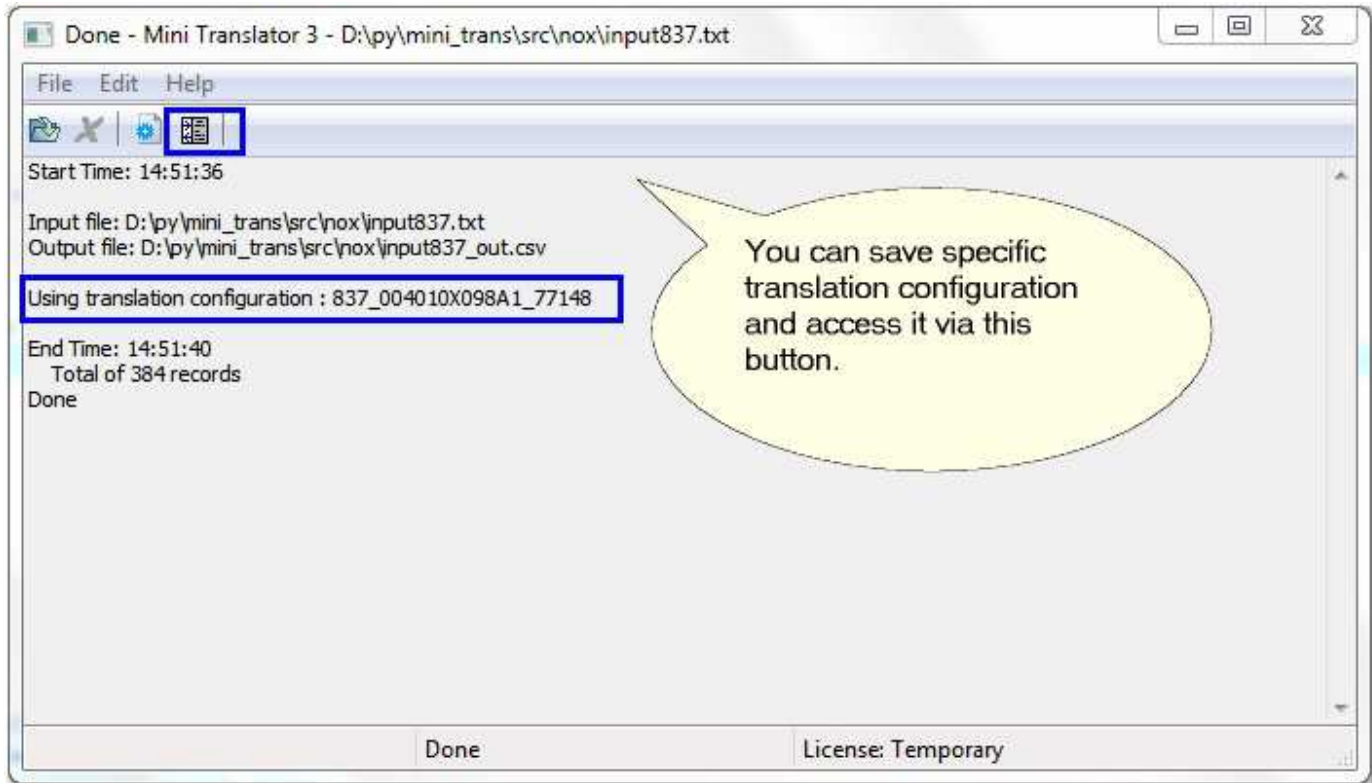 Done - Mini Translator 3 - D:\py\mini_trans\src\nox\input837.txt
File Edit Help
Start Time: 14:51:36
Input file: D:\py\mini_trans\src\nox\input837.txt
Output file: D:\py\mini_trans\src\nox\input837_out.csv
Using translation configuration : 837_004010X098A1_77148
End Time: 14:51:40
Total of 384 records
Done
You can save specific
translation configuration
and access it via this
button.
Done License: Temporary